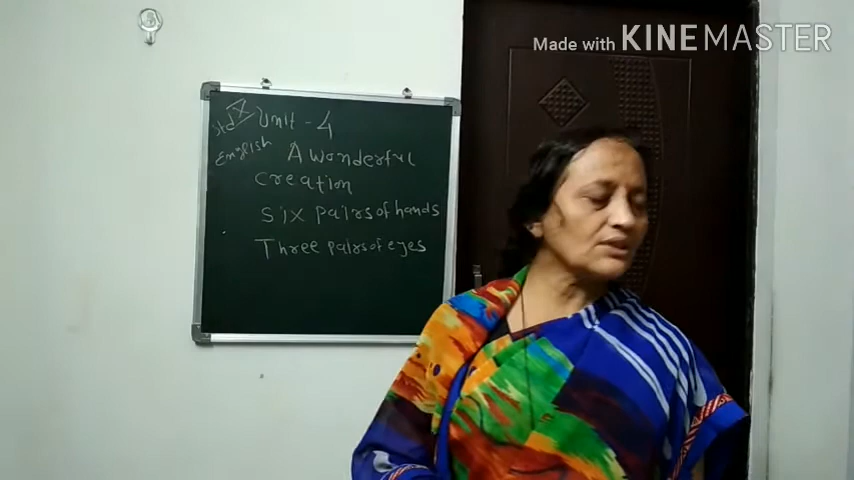 Made with KINEMASTER
Std X Unit - 4
English A wonderful
creation
Six pairs of hands
Three pairs of eyes